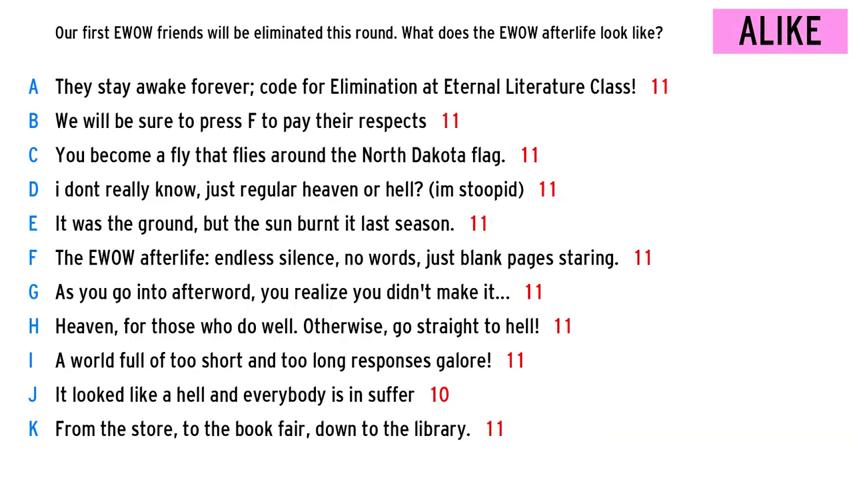 Our first EWOW friends will be eliminated this round. What does the EWOW afterlife look like?
ALIKE
A They stay awake forever; code for Elimination at Eternal Literature Class! 11
B We will be sure to press F to pay their respects 11
C You become a fly that flies around the North Dakota flag. 11
D i dont really know, just regular heaven or hell? (im stoopid) 11
E It was the ground, but the sun burnt it last season. 11
F The EWOW afterlife: endless silence, no words, just blank pages staring. 11
G As you go into afterword, you realize you didn't make it... 11
H Heaven, for those who do well. Otherwise, go straight to hell! 11
I A world full of too short and too long responses galore! 11
J It looked like a hell and everybody is in suffer 10
K From the store, to the book fair, down to the library. 11